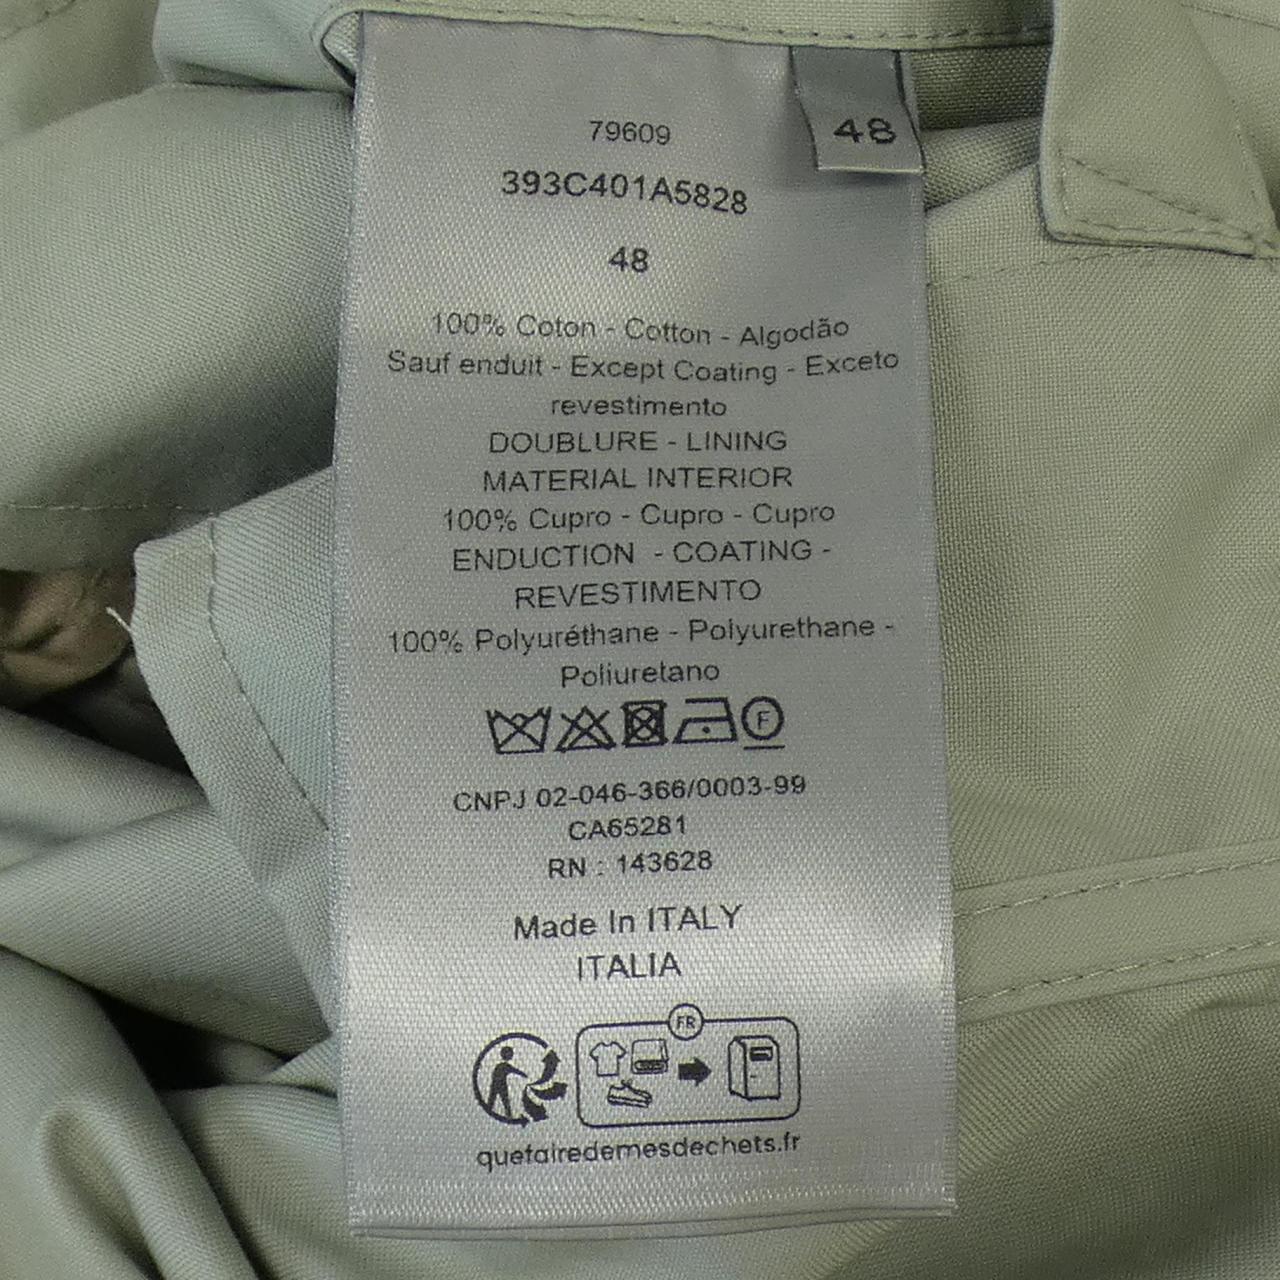 48
79609
393C401A5828
48
100% Coton - Cotton - Algodão
Sauf enduit - Except Coating - Exceto
revestimento
DOUBLURE - LINING
MATERIAL INTERIOR
100% Cupro - Cupro - Cupro
ENDUCTION - COATING -
REVESTIMENTO
100% Polyuréthane - Polyurethane -
Poliuretano
F
CNPJ 02-046-366/0003-99
CA65281
RN : 143628
Made In ITALY
ITALIA
FR
quefairedemesdechets.fr